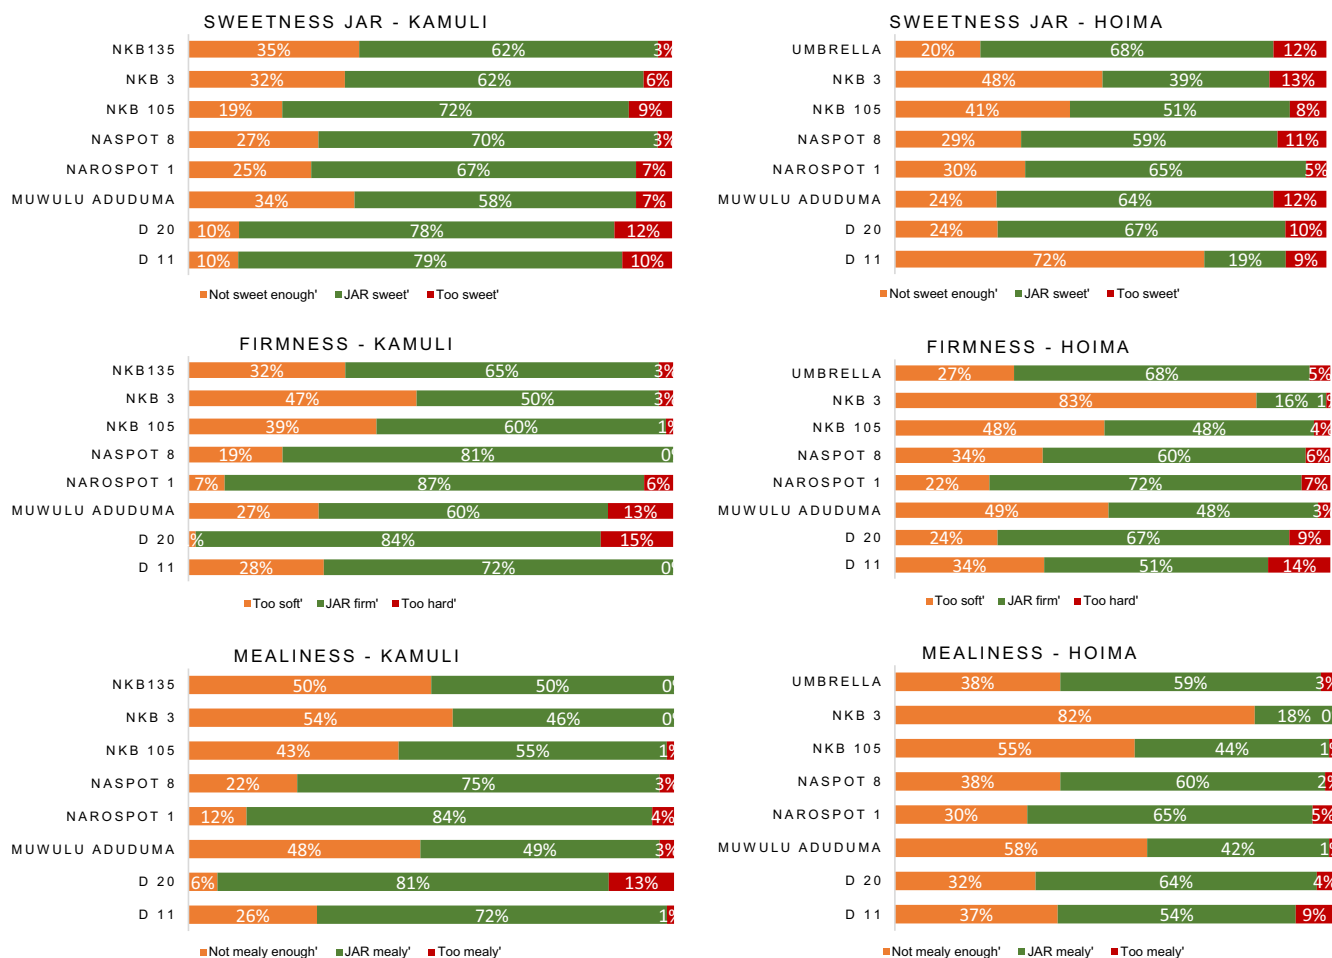 SWEETNESS JAR - KAMULI
NKB135 35% 62% 3%
NKB 3 32% 62% 6%
NKB 105 19% 72% 9%
NASPOT 8 27% 70% 3%
NAROSPOT 1 25% 67% 7%
MUWULU ADUDUMA 34% 58% 7%
D 20 10% 78% 12%
D 11 10% 79% 10%
Not sweet enough' JAR sweet' Too sweet'
SWEETNESS JAR - HOIMA
UMBRELLA 20% 68% 12%
NKB 3 48% 39% 13%
NKB 105 41% 51% 8%
NASPOT 8 29% 59% 11%
NAROSPOT 1 30% 65% 5%
MUWULU ADUDUMA 24% 64% 12%
D 20 24% 67% 10%
D 11 72% 19% 9%
Not sweet enough' JAR sweet' Too sweet'
FIRMNESS - KAMULI
NKB135 32% 65% 3%
NKB 3 47% 50% 3%
NKB 105 39% 60% 1%
NASPOT 8 19% 81% 0%
NAROSPOT 1 7% 87% 6%
MUWULU ADUDUMA 27% 60% 13%
D 20 % 84% 15%
D 11 28% 72% 0%
Too soft' JAR firm' Too hard'
FIRMNESS - HOIMA
UMBRELLA 27% 68% 5%
NKB 3 83% 16% 1%
NKB 105 48% 48% 4%
NASPOT 8 34% 60% 6%
NAROSPOT 1 22% 72% 7%
MUWULU ADUDUMA 49% 48% 3%
D 20 24% 67% 9%
D 11 34% 51% 14%
Too soft' JAR firm' Too hard'
MEALINESS - KAMULI
NKB135 50% 50% 0%
NKB 3 54% 46% 0%
NKB 105 43% 55% 1%
NASPOT 8 22% 75% 3%
NAROSPOT 1 12% 84% 4%
MUWULU ADUDUMA 48% 49% 3%
D 20 6% 81% 13%
D 11 26% 72% 1%
Not mealy enough' JAR mealy' Too mealy'
MEALINESS - HOIMA
UMBRELLA 38% 59% 3%
NKB 3 82% 18% 0%
NKB 105 55% 44% 1%
NASPOT 8 38% 60% 2%
NAROSPOT 1 30% 65% 5%
MUWULU ADUDUMA 58% 42% 1%
D 20 32% 64% 4%
D 11 37% 54% 9%
Not mealy enough' JAR mealy' Too mealy'